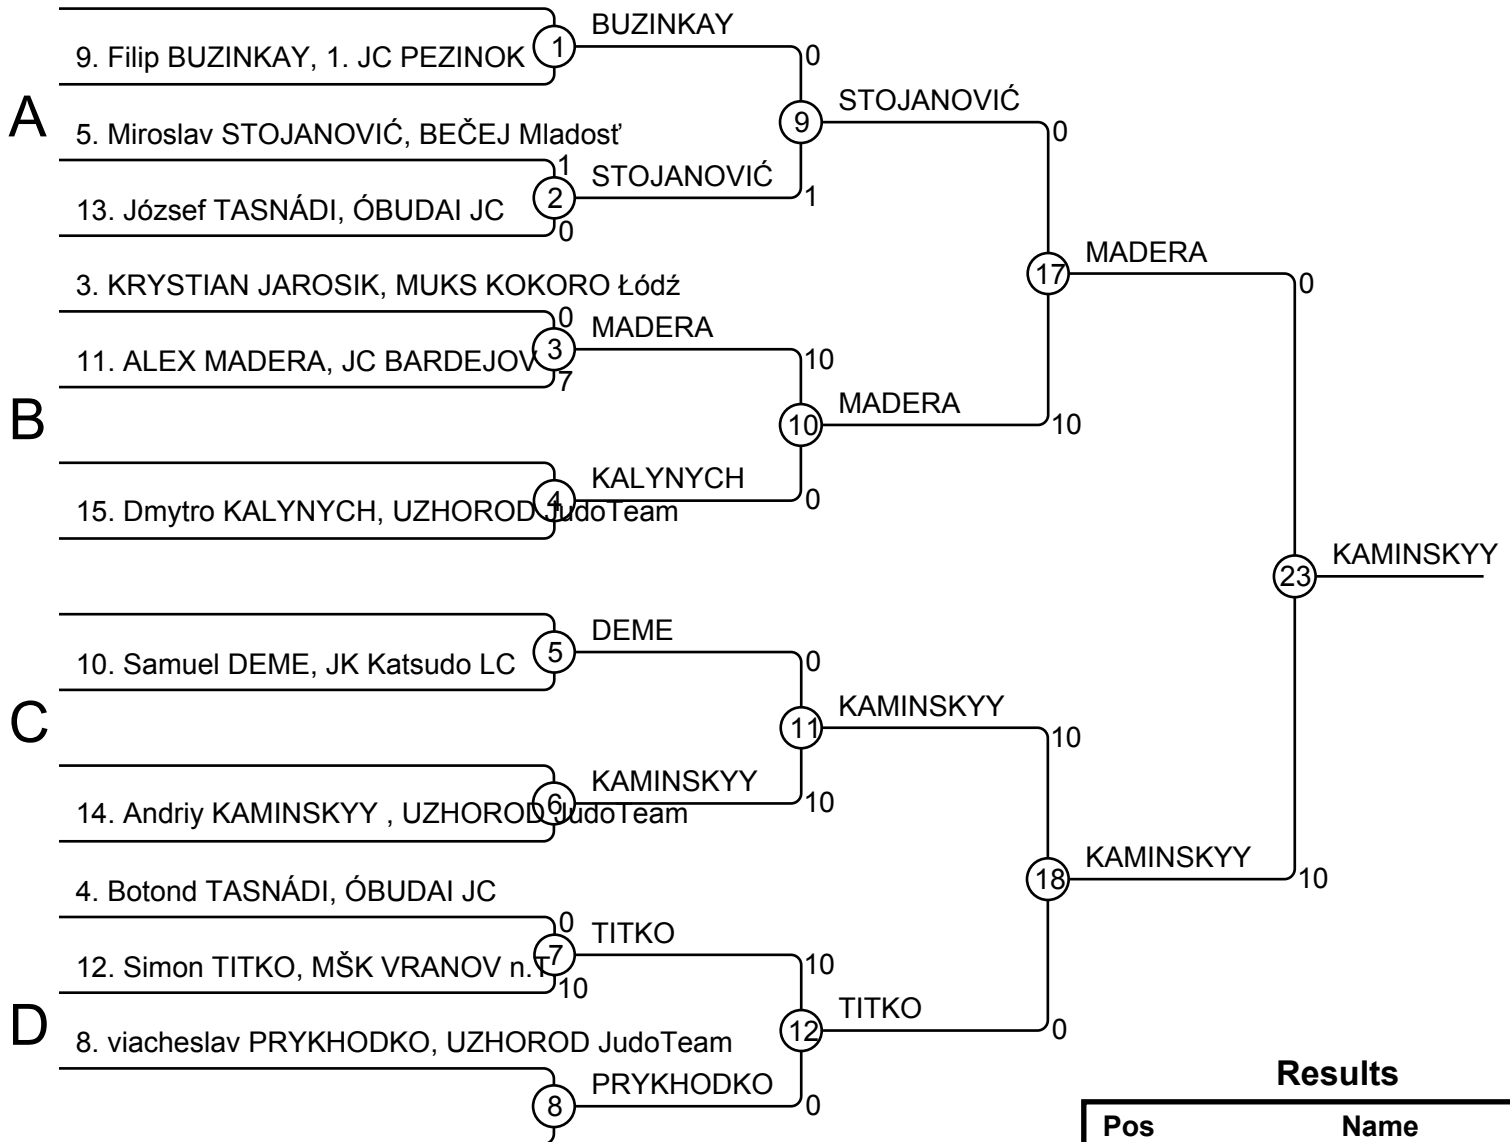 BUZINKAY
9. Filip BUZINKAY, 1. JC PEZINOK
1
0
A
STOJANOVIĆ
9
0
5. Miroslav STOJANOVIĆ, BEČEJ Mladosť
1
STOJANOVIĆ
2
1
13. József TASNÁDI, ÓBUDAI JC
0
MADERA
17
0
3. KRYSTIAN JAROSIK, MUKS KOKORO Łódź
0
MADERA
3
10
11. ALEX MADERA, JC BARDEJOV
7
B
MADERA
10
10
KALYNYCH
4
0
15. Dmytro KALYNYCH, UZHOROD JudoTeam
KAMINSKYY
23
DEME
5
0
10. Samuel DEME, JK Katsudo LC
C
KAMINSKYY
11
10
KAMINSKYY
6
10
14. Andriy KAMINSKYY , UZHOROD JudoTeam
KAMINSKYY
18
10
4. Botond TASNÁDI, ÓBUDAI JC
0
TITKO
7
10
12. Simon TITKO, MŠK VRANOV n.T
10
D
TITKO
12
0
8. viacheslav PRYKHODKO, UZHOROD JudoTeam
PRYKHODKO
8
0
Results
Pos Name